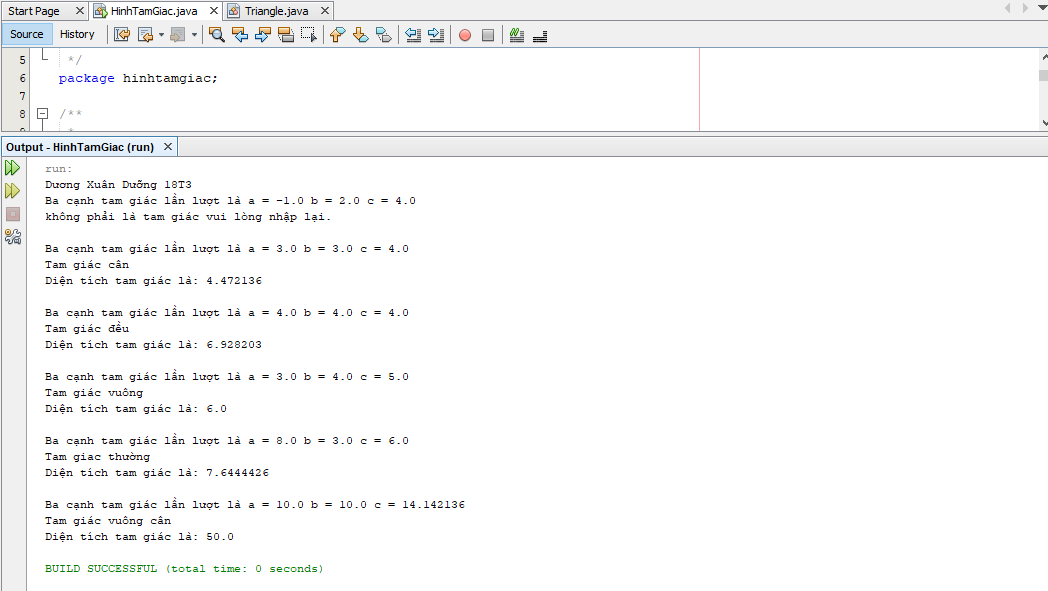 Start Page HinhTamGiac.java Triangle.java
Source History
5 */
6 package hinhtamgiac;
7
8 /**
Output - HinhTamGiac (run)
run:
Dương Xuân Dưỡng 18T3
Ba cạnh tam giác lần lượt là a = -1.0 b = 2.0 c = 4.0
không phải là tam giác vui lòng nhập lại.
Ba cạnh tam giác lần lượt là a = 3.0 b = 3.0 c = 4.0
Tam giác cân
Diện tích tam giác là: 4.472136
Ba cạnh tam giác lần lượt là a = 4.0 b = 4.0 c = 4.0
Tam giác đều
Diện tích tam giác là: 6.928203
Ba cạnh tam giác lần lượt là a = 3.0 b = 4.0 c = 5.0
Tam giác vuông
Diện tích tam giác là: 6.0
Ba cạnh tam giác lần lượt là a = 8.0 b = 3.0 c = 6.0
Tam giac thường
Diện tích tam giác là: 7.6444426
Ba cạnh tam giác lần lượt là a = 10.0 b = 10.0 c = 14.142136
Tam giác vuông cân
Diện tích tam giác là: 50.0
BUILD SUCCESSFUL (total time: 0 seconds)